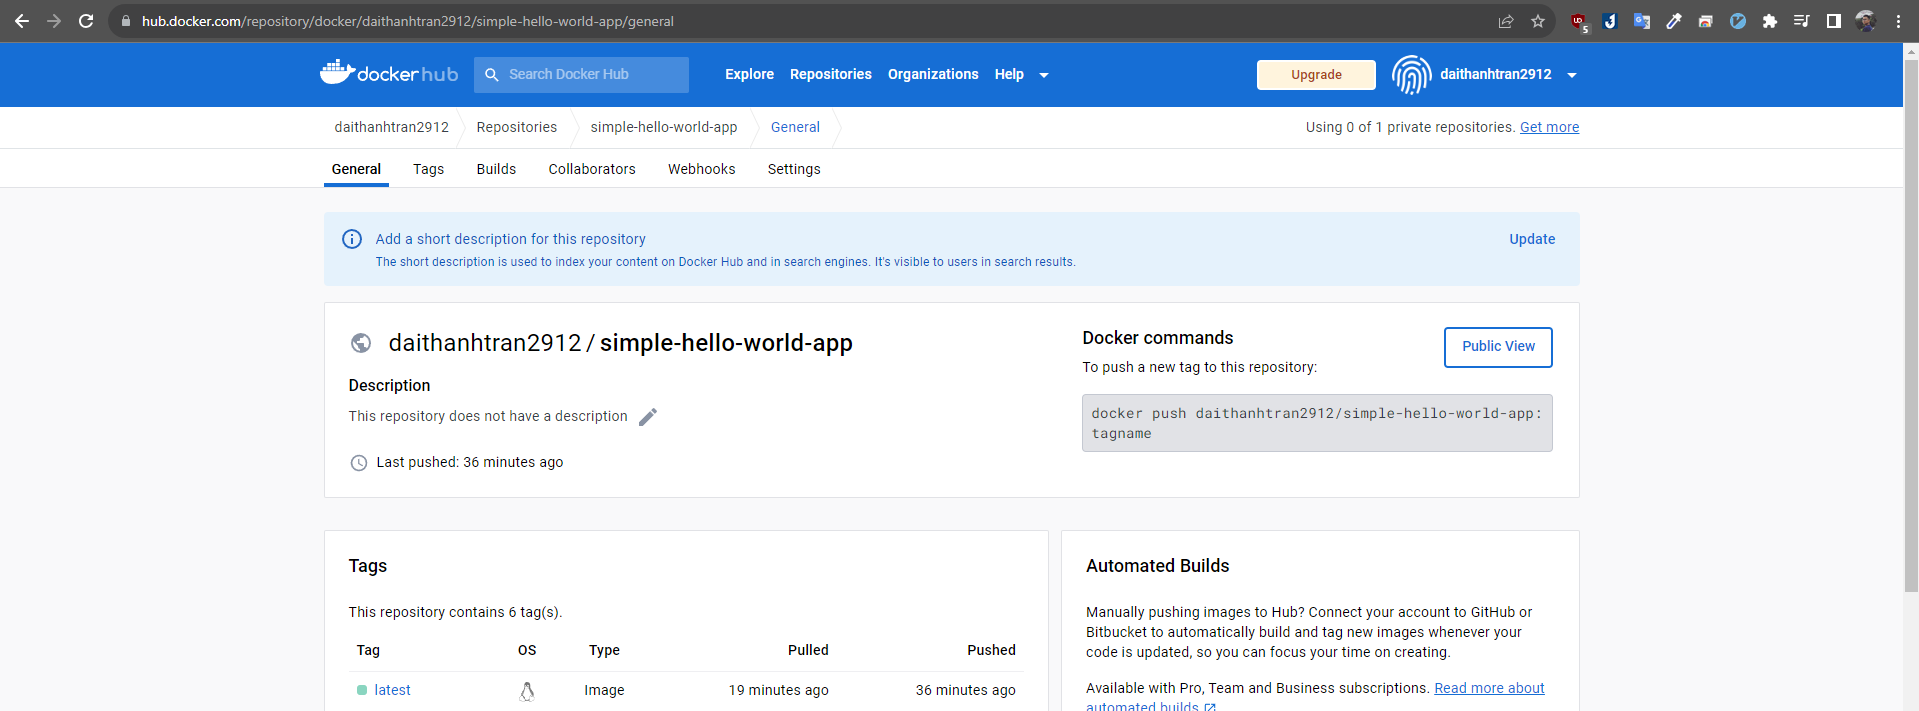 hub.docker.com/repository/docker/daithanhtran2912/simple-hello-world-app/general
UD
5
dockerhub
Search Docker Hub
Explore
Repositories
Organizations
Help
Upgrade
daithanhtran2912
daithanhtran2912
Repositories
simple-hello-world-app
General
Using 0 of 1 private repositories. Get more
General
Tags
Builds
Collaborators
Webhooks
Settings
Add a short description for this repository
Update
The short description is used to index your content on Docker Hub and in search engines. It's visible to users in search results.
daithanhtran2912 / simple-hello-world-app
Description
This repository does not have a description
Last pushed: 36 minutes ago
Docker commands
Public View
To push a new tag to this repository:
docker push daithanhtran2912/simple-hello-world-app:
tagname
Tags
This repository contains 6 tag(s).
Tag
OS
Type
Pulled
Pushed
latest
Image
19 minutes ago
36 minutes ago
Automated Builds
Manually pushing images to Hub? Connect your account to GitHub or
Bitbucket to automatically build and tag new images whenever your
code is updated, so you can focus your time on creating.
Available with Pro, Team and Business subscriptions. Read more about
automated builds